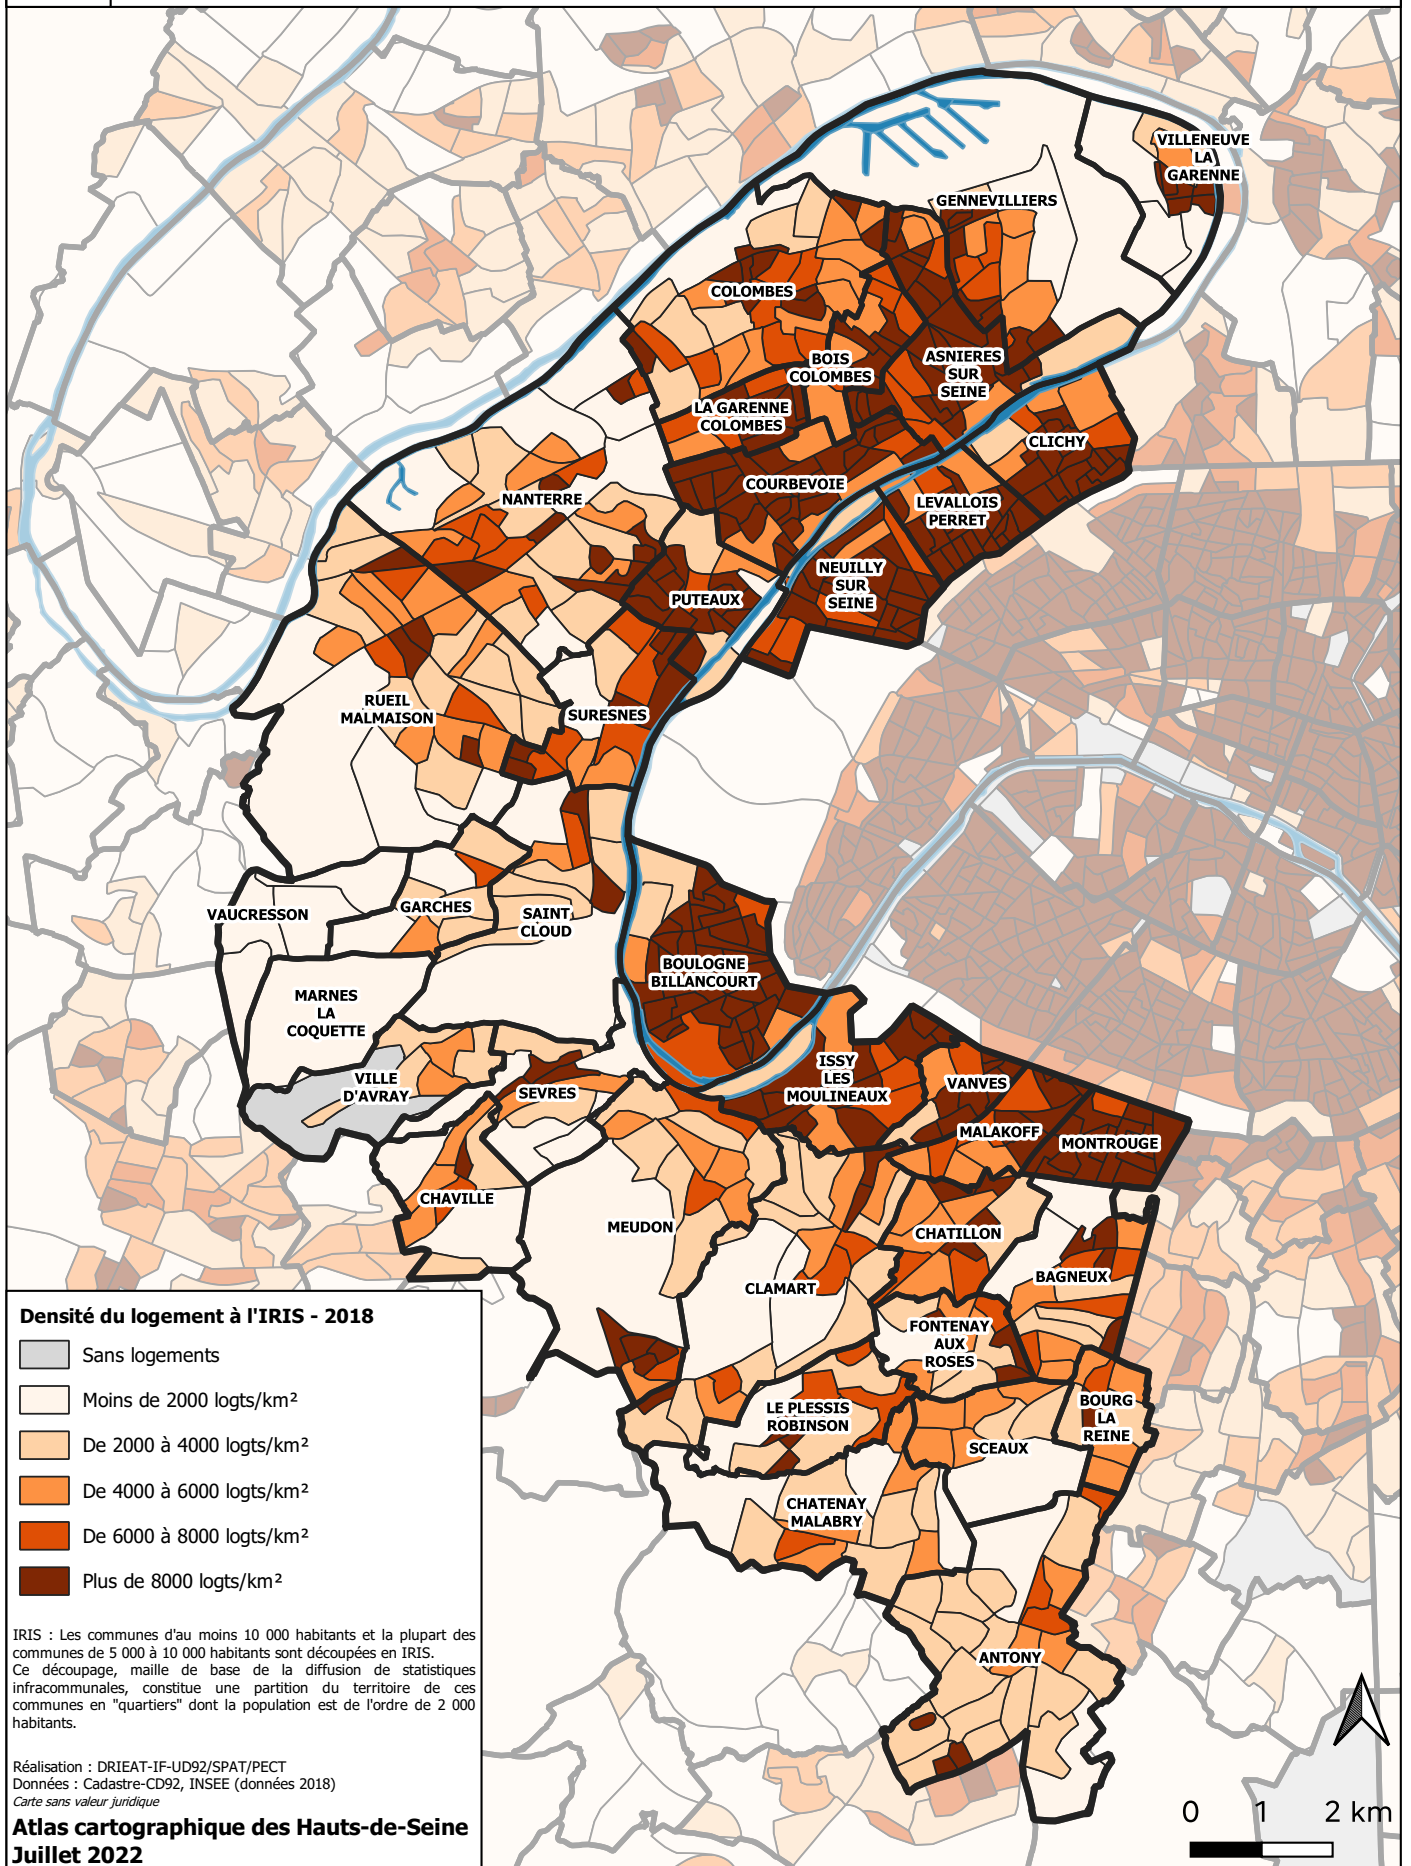 VILLENEUVE
LA
GARENNE
GENNEVILLIERS
COLOMBES
BOIS
COLOMBES
ASNIERES
SUR
SEINE
LA GARENNE
COLOMBES
CLICHY
COURBEVOIE
NANTERRE
LEVALLOIS
PERRET
NEUILLY
SUR
SEINE
PUTEAUX
RUEIL
MALMAISON
SURESNES
VAUCRESSON
GARCHES
SAINT
CLOUD
BOULOGNE
BILLANCOURT
MARNES
LA
COQUETTE
VILLE
D'AVRAY
SEVRES
ISSY
LES
MOULINEAUX
VANVES
MALAKOFF
MONTROUGE
CHAVILLE
MEUDON
CHATILLON
BAGNEUX
CLAMART
FONTENAY
AUX
ROSES
LE PLESSIS
ROBINSON
BOURG
LA
REINE
SCEAUX
CHATENAY
MALABRY
ANTONY
Densité du logement à l'IRIS - 2018
Sans logements
Moins de 2000 logts/km²
De 2000 à 4000 logts/km²
De 4000 à 6000 logts/km²
De 6000 à 8000 logts/km²
Plus de 8000 logts/km²
IRIS : Les communes d'au moins 10 000 habitants et la plupart des
communes de 5 000 à 10 000 habitants sont découpées en IRIS.
Ce découpage, maille de base de la diffusion de statistiques
infracommunales, constitue une partition du territoire de ces
communes en "quartiers" dont la population est de l'ordre de 2 000
habitants.
Réalisation : DRIEAT-IF-UD92/SPAT/PECT
Données : Cadastre-CD92, INSEE (données 2018)
Carte sans valeur juridique
Atlas cartographique des Hauts-de-Seine
Juillet 2022
0 1 2 km